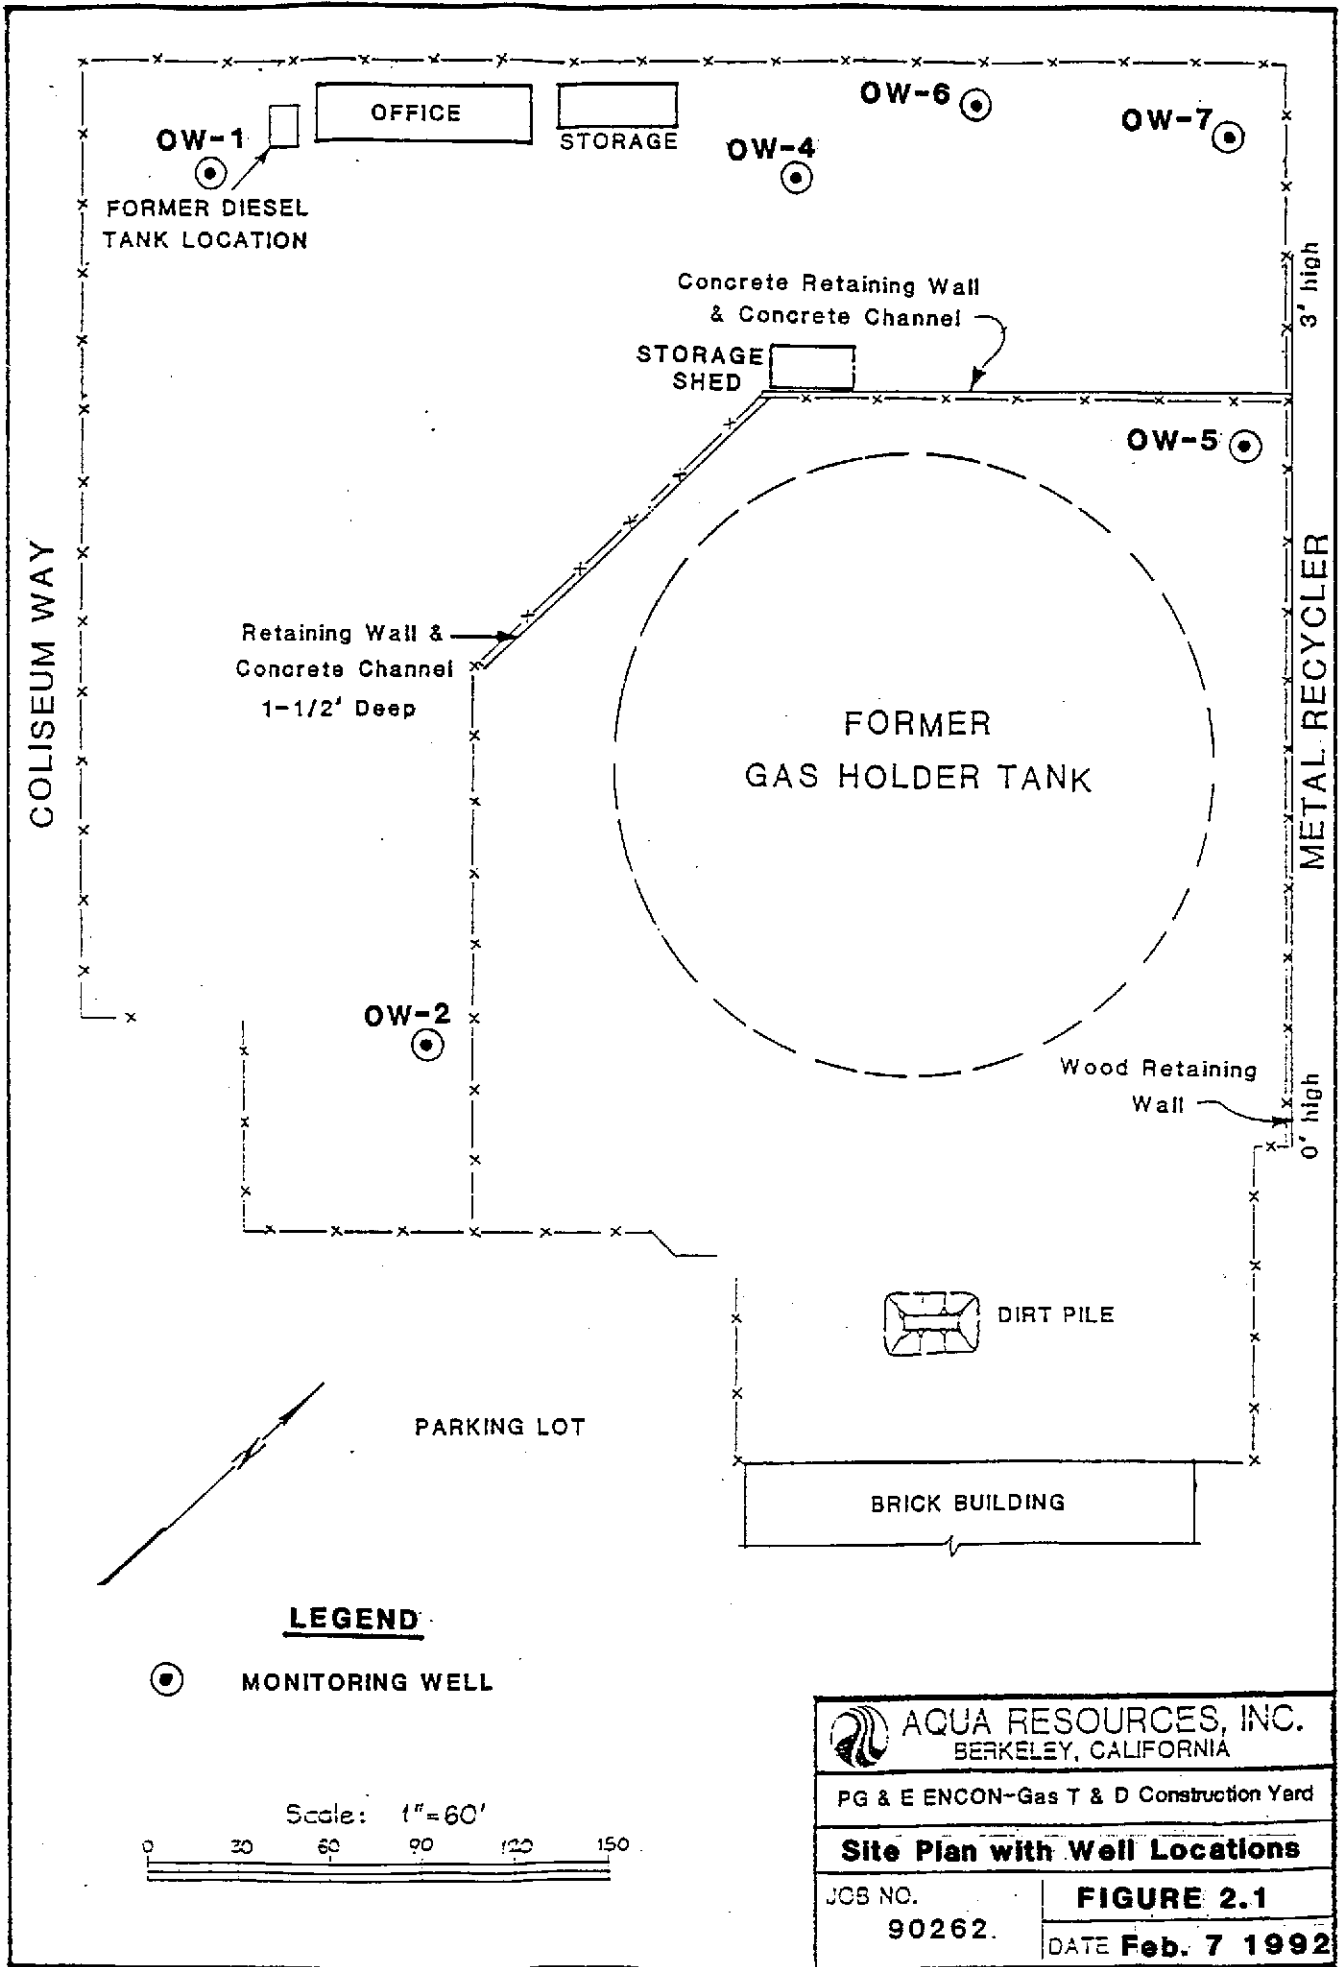 OW-6
OW-7
OFFICE
OW-1
STORAGE
OW-4
FORMER DIESEL
TANK LOCATION
3' high
Concrete Retaining Wall
& Concrete Channel
STORAGE
SHED
OW-5
COLISEUM WAY
METAL RECYCLER
Retaining Wall &
Concrete Channel
1-1/2' Deep
FORMER
GAS HOLDER TANK
OW-2
Wood Retaining
Wall
0' high
DIRT PILE
PARKING LOT
N
BRICK BUILDING
LEGEND
MONITORING WELL
Scale: 1"=60'
0 30 60 90 120 150
AQUA RESOURCES, INC.
BERKELEY, CALIFORNIA
PG & E ENCON-Gas T & D Construction Yard
Site Plan with Well Locations
JOB NO.
90262.
FIGURE 2.1
DATE Feb. 7 1992